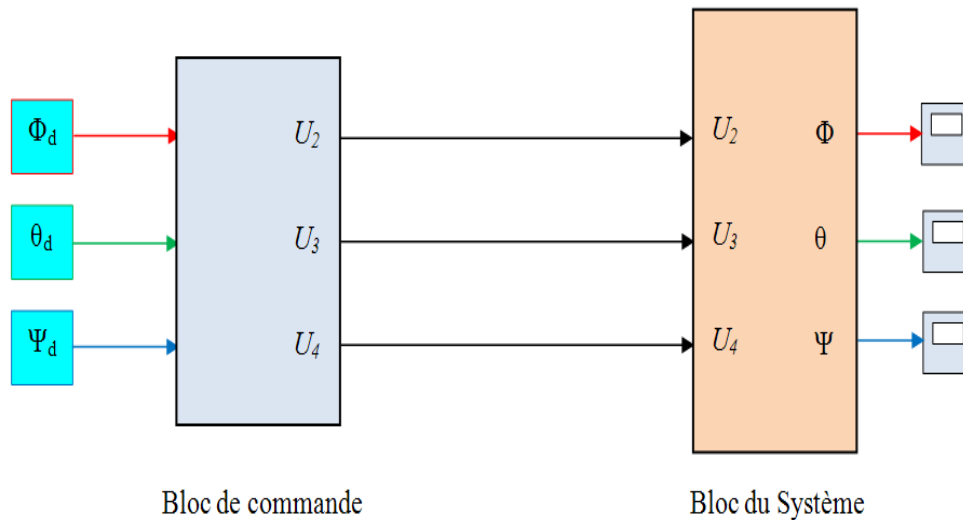 Φd
U2
U2
Φ
θd
U3
U3
θ
Ψd
U4
U4
Ψ
Bloc de commande
Bloc du Système